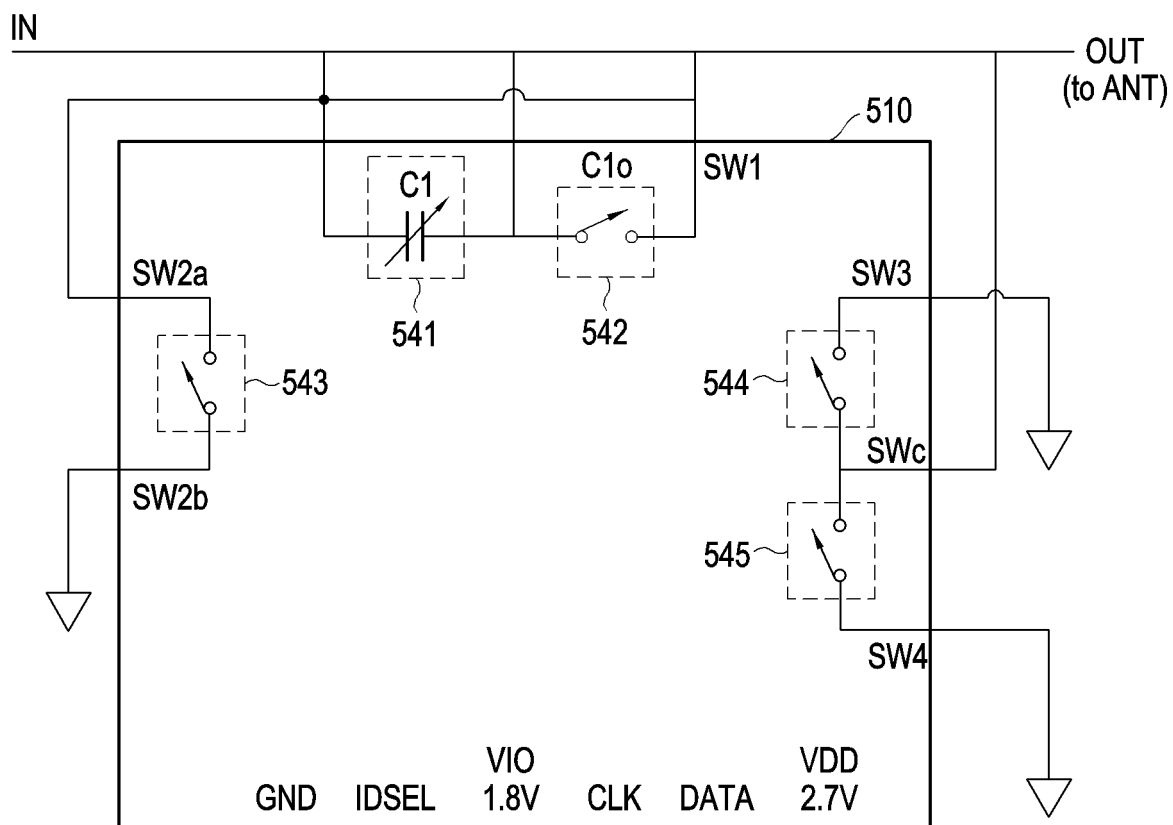 IN
OUT
(to ANT)
510
C1
C1o
SW1
SW2a
541
542
SW3
543
544
SWc
SW2b
545
SW4
VIO
VDD
GND IDSEL 1.8V CLK DATA 2.7V